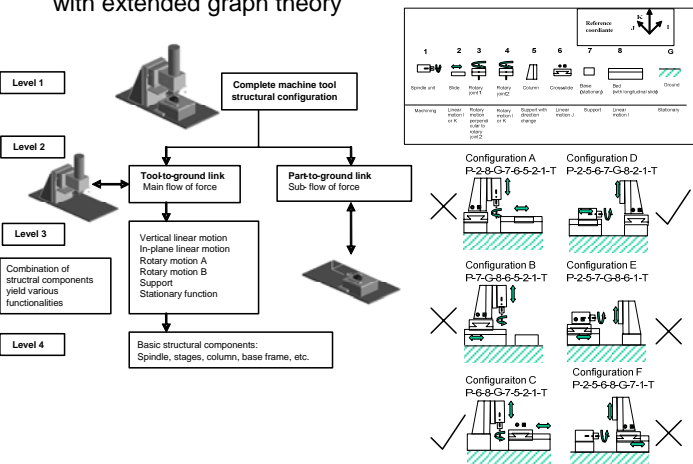 with extended graph theory
Level 1
Complete machine tool
structural configuration
Level 2
Tool-to-ground link
Main flow of force
Part-to-ground link
Sub- flow of force
Level 3
Combination of
structral components
yield various
functionalities
Vertical linear motion
In-plane linear motion
Rotary motion A
Rotary motion B
Support
Stationary function
Level 4
Basic structural components:
Spindle, stages, column, base frame, etc.
Reference
coordiante
K
J
I
1 2 3 4 5 6 7 8 G
Spindle unit
Slide
Rotary
joint1
Rotary
joint2
Column
Crossslide
Base
(stationary)
Bed
(with longitudinal slide)
Ground
Machining
Linear
motion I
or K
Rotary
motion
perpend
icular to
rotary
joint 2
Rotary
motion I
or K
Support with
direction
change
Linear
motion J
Support
Linear
motion I
Stationary
Configuration A
P-2-8-G-7-6-5-2-1-T
Configuration D
P-2-5-6-7-G-8-2-1-T
Configuration B
P-7-G-8-6-5-2-1-T
Configuration E
P-2-5-7-G-8-6-1-T
Configuraiton C
P-6-8-G-7-5-2-1-T
Configuration F
P-2-5-6-8-G-7-1-T